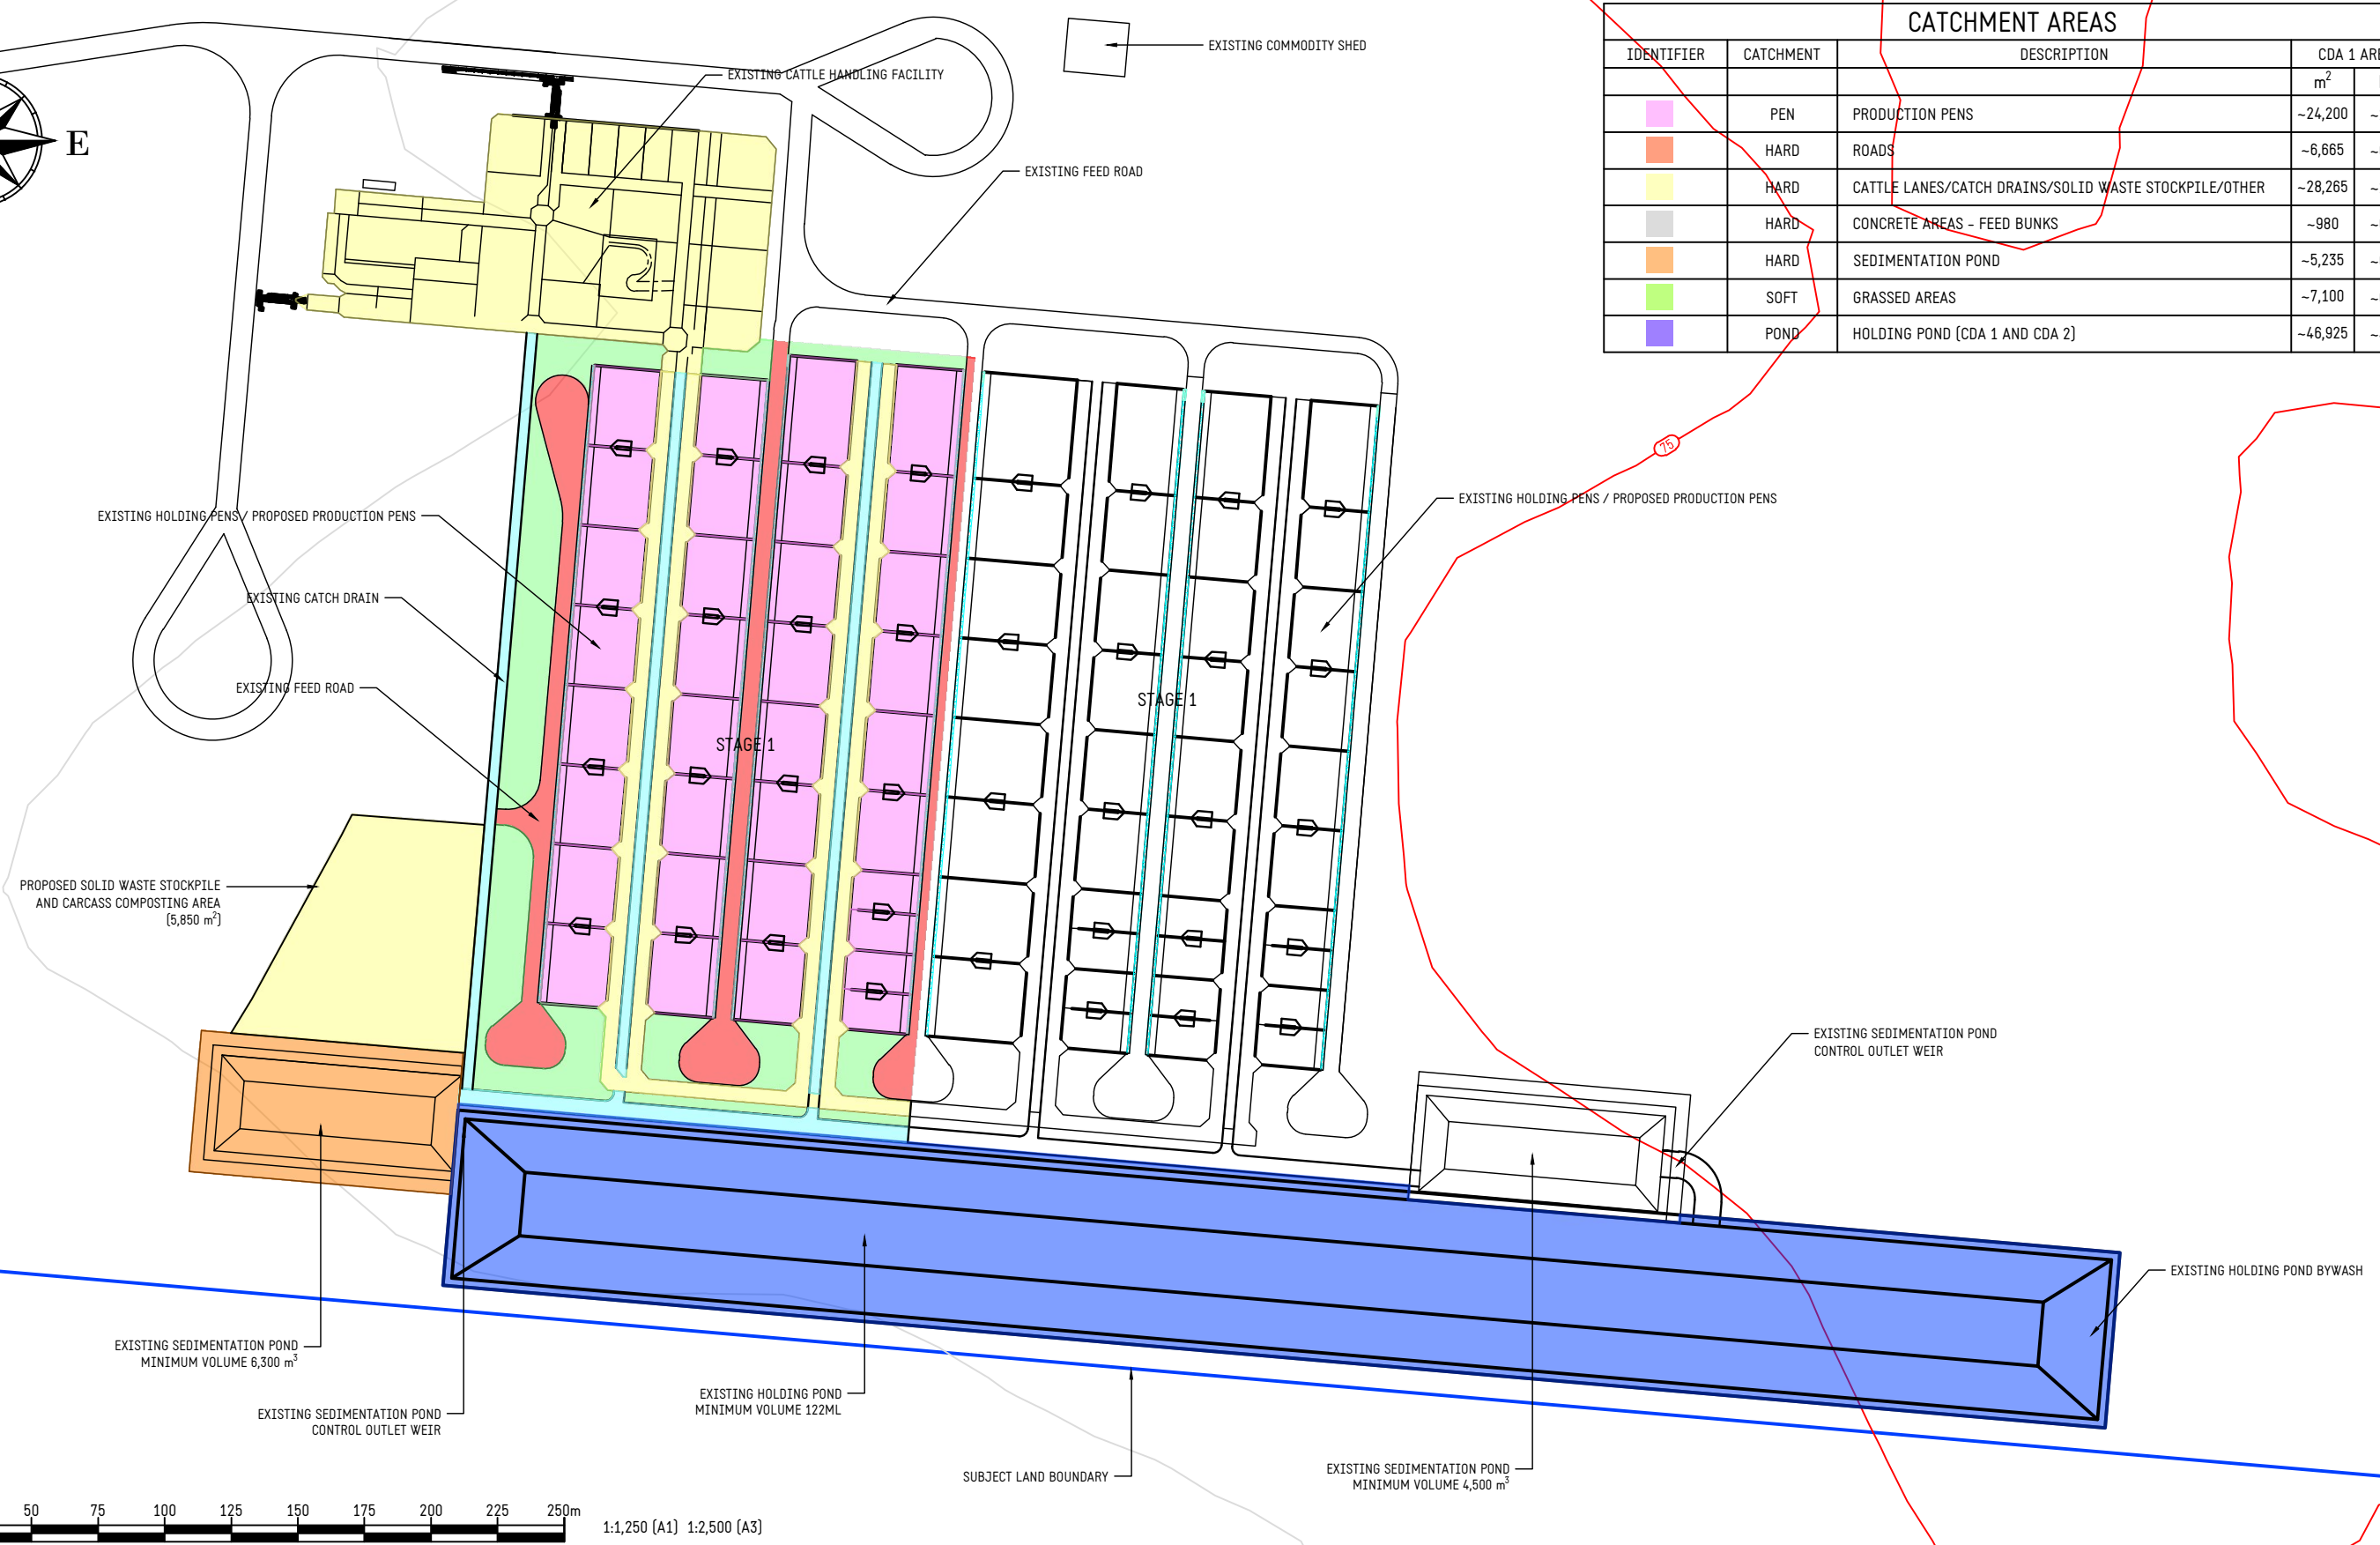 CATCHMENT AREAS
IDENTIFIER CATCHMENT DESCRIPTION CDA 1
m²
PEN PRODUCTION PENS ~24,200
HARD ROADS ~6,665
HARD CATTLE LANES/CATCH DRAINS/SOLID WASTE STOCKPILE/OTHER ~28,265
HARD CONCRETE AREAS - FEED BUNKS ~980
HARD SEDIMENTATION POND ~5,235
SOFT GRASSED AREAS ~7,100
POND HOLDING POND (CDA 1 AND CDA 2) ~46,925
EXISTING COMMODITY SHED
EXISTING CATTLE HANDLING FACILITY
E
EXISTING FEED ROAD
75
EXISTING HOLDING PENS / PROPOSED PRODUCTION PENS
EXISTING HOLDING PENS / PROPOSED PRODUCTION PENS
EXISTING CATCH DRAIN
EXISTING FEED ROAD
STAGE 1
STAGE 1
PROPOSED SOLID WASTE STOCKPILE
AND CARCASS COMPOSTING AREA
(5,850 m²)
EXISTING SEDIMENTATION POND
CONTROL OUTLET WEIR
EXISTING HOLDING POND BYWASH
EXISTING SEDIMENTATION POND
MINIMUM VOLUME 6,300 m³
EXISTING HOLDING POND
MINIMUM VOLUME 122ML
EXISTING SEDIMENTATION POND
CONTROL OUTLET WEIR
EXISTING SEDIMENTATION POND
MINIMUM VOLUME 4,500 m³
SUBJECT LAND BOUNDARY
50 75 100 125 150 175 200 225 250m
1:1,250 (A1) 1:2,500 (A3)